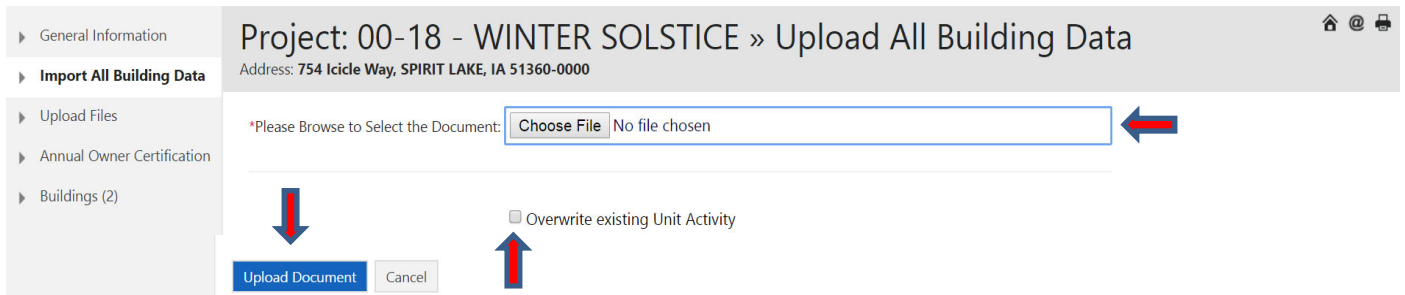 General Information
Import All Building Data
Upload Files
Annual Owner Certification
Buildings (2)
Project: 00-18 - WINTER SOLSTICE » Upload All Building Data
Address: 754 Icicle Way, SPIRIT LAKE, IA 51360-0000
*Please Browse to Select the Document: Choose File No file chosen
Overwrite existing Unit Activity
Upload Document Cancel